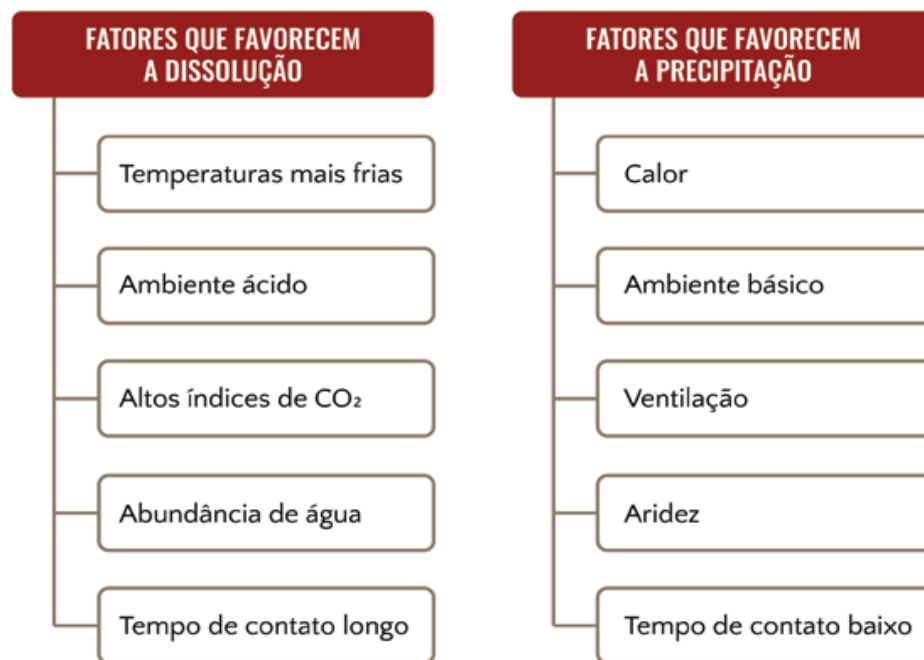 FATORES QUE FAVORECEM
A DISSOLUÇÃO
Temperaturas mais frias
Ambiente ácido
Altos índices de CO₂
Abundância de água
Tempo de contato longo
FATORES QUE FAVORECEM
A PRECIPITAÇÃO
Calor
Ambiente básico
Ventilação
Aridez
Tempo de contato baixo